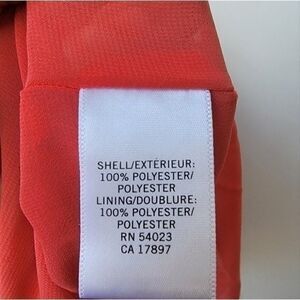 SHELL/EXTÉRIEUR:
100% POLYESTER/
POLYESTER
LINING/DOUBLURE:
100% POLYESTER/
POLYESTER
RN 54023
CA 17897